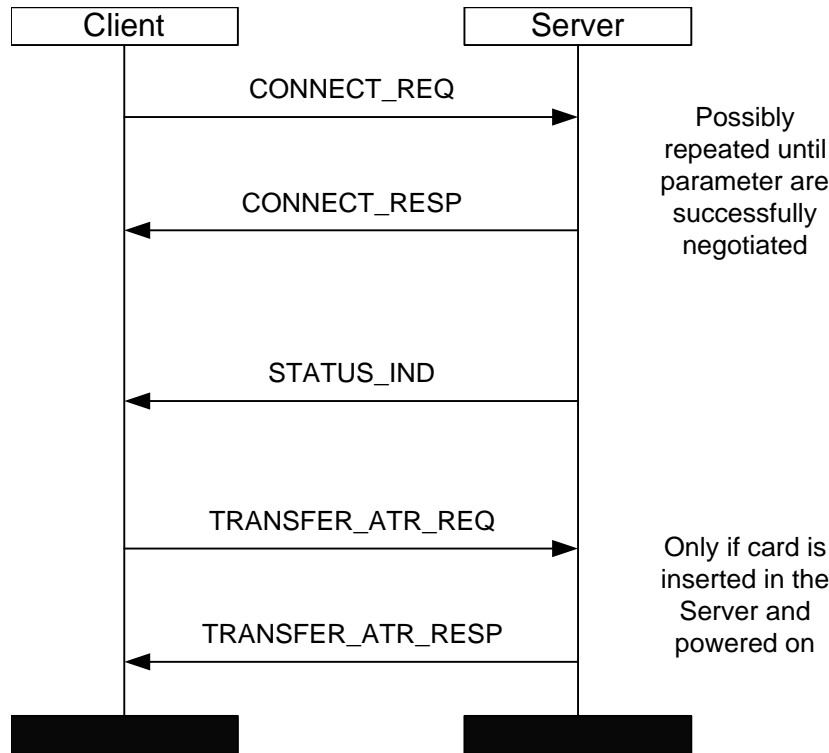 Client
Server
CONNECT_REQ
Possibly
repeated until
parameter are
successfully
negotiated
CONNECT_RESP
STATUS_IND
TRANSFER_ATR_REQ
Only if card is
inserted in the
Server and
powered on
TRANSFER_ATR_RESP